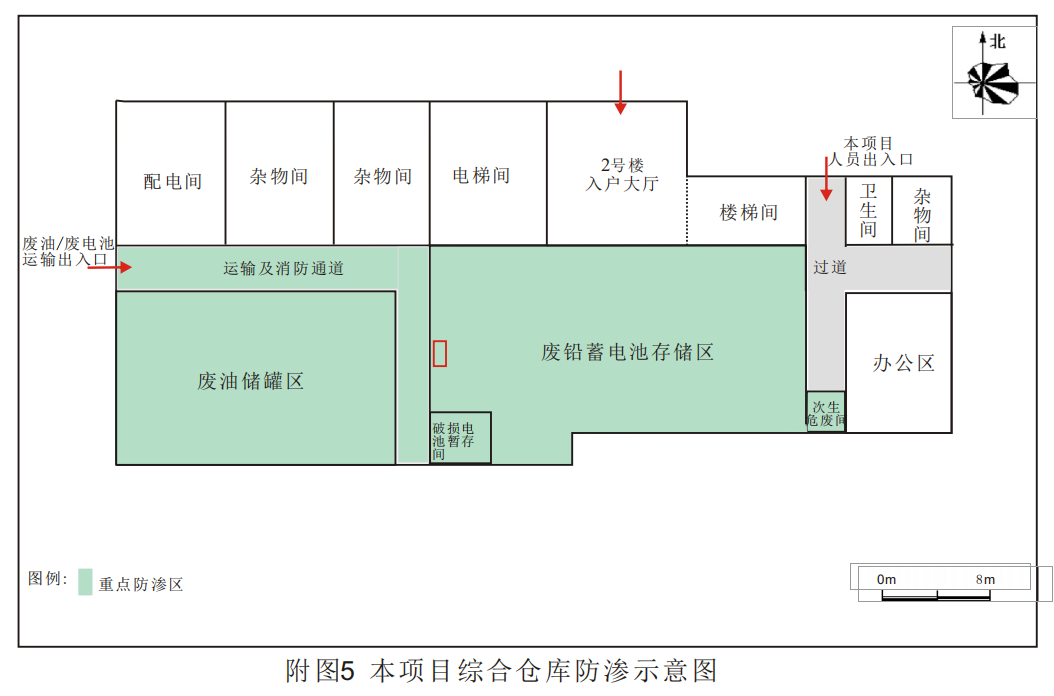 北
本项目
人员出入口
2号楼
入户大厅
配电间
杂物间
杂物间
电梯间
楼梯间
卫生间
杂物间
废油/废电池
运输出入口
运输及消防通道
过道
废铅蓄电池存储区
办公区
废油储罐区
次生
危废间
破损电
池暂存
间
图例:
重点防渗区
0m
8m
附图5 本项目综合仓库防渗示意图